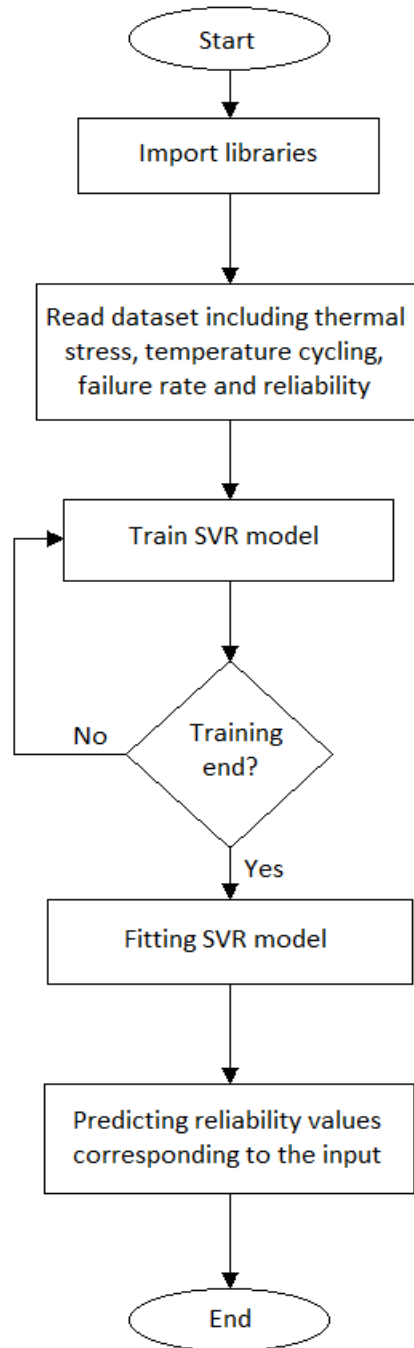 Start
Import libraries
Read dataset including thermal
stress, temperature cycling,
failure rate and reliability
Train SVR model
Training
end?
No
Yes
Fitting SVR model
Predicting reliability values
corresponding to the input
End